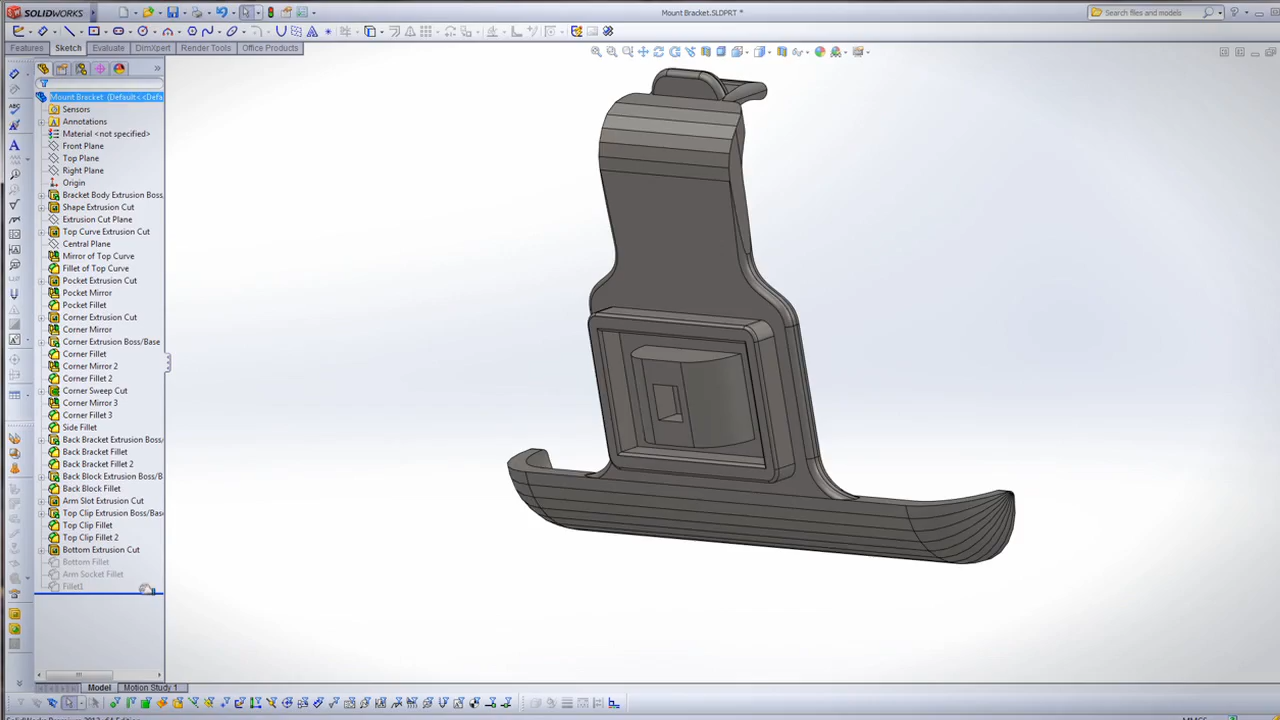 SOLIDWORKS
Mount Bracket.SLDPRT *
Search files and models
Features
Sketch
Evaluate
DimXpert
Render Tools
Office Products
Mount Bracket (Default<<Defa
Sensors
Annotations
Material <not specified>
Front Plane
Top Plane
Right Plane
Origin
Bracket Body Extrusion Boss
Shape Extrusion Cut
Extrusion Cut Plane
Top Curve Extrusion Cut
Central Plane
Mirror of Top Curve
Fillet of Top Curve
Pocket Extrusion Cut
Pocket Mirror
Pocket Fillet
Corner Extrusion Cut
Corner Mirror
Corner Extrusion Boss/Base
Corner Fillet
Corner Mirror 2
Corner Fillet 2
Corner Sweep Cut
Corner Mirror 3
Corner Fillet 3
Side Fillet
Back Bracket Extrusion Boss/
Back Bracket Fillet
Back Bracket Fillet 2
Back Block Extrusion Boss/B
Back Block Fillet
Arm Slot Extrusion Cut
Top Clip Extrusion Boss/Base
Top Clip Fillet
Top Clip Fillet 2
Bottom Extrusion Cut
Bottom Fillet
Arm Socket Fillet
Fillet1
Model
Motion Study 1